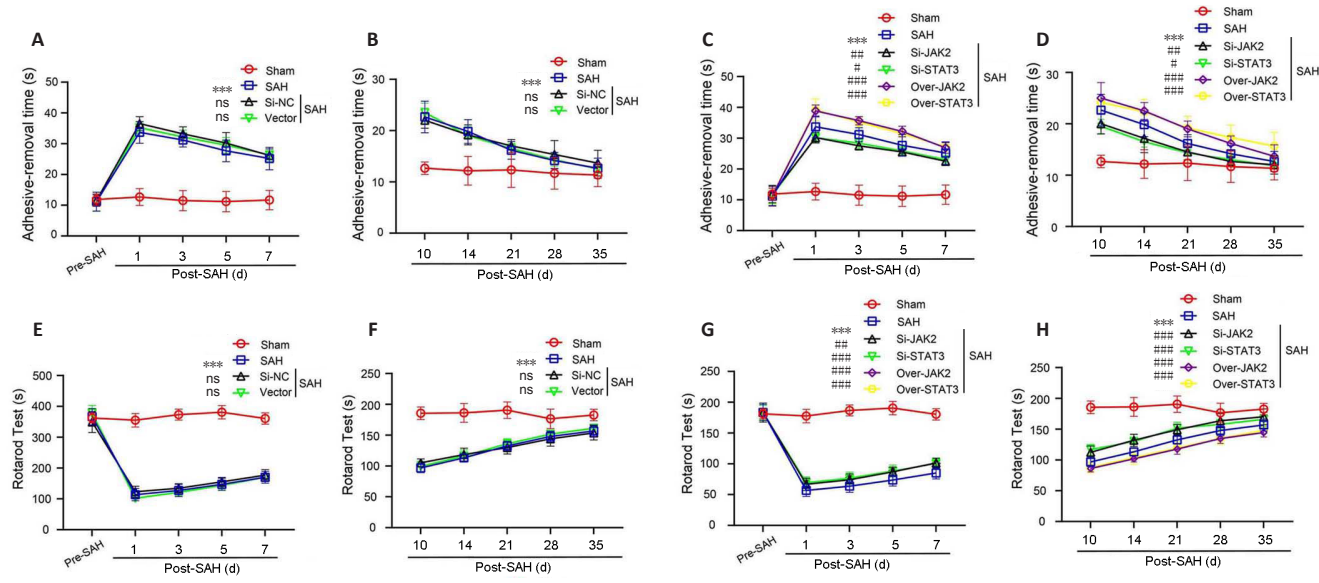 A
Sham
SAH
Si-NC
Vector
SAH
***
ns
ns
Adhesive-removal time (s)
50
40
30
20
10
0
Pre-SAH
1
3
5
7
Post-SAH (d)
B
Sham
SAH
Si-NC
Vector
SAH
***
ns
ns
Adhesive-removal time (s)
30
20
10
0
10
14
21
28
35
Post-SAH (d)
C
Sham
SAH
Si-JAK2
Si-STAT3
Over-JAK2
Over-STAT3
SAH
***
##
#
###
###
Adhesive-removal time (s)
50
40
30
20
10
0
Pre-SAH
1
3
5
7
Post-SAH (d)
D
Sham
SAH
Si-JAK2
Si-STAT3
Over-JAK2
Over-STAT3
SAH
***
##
#
###
###
Adhesive-removal time (s)
30
20
10
0
10
14
21
28
35
Post-SAH (d)
E
Sham
SAH
Si-NC
Vector
SAH
***
ns
ns
Rotarod Test (s)
500
400
300
200
100
0
Pre-SAH
1
3
5
7
Post-SAH (d)
F
Sham
SAH
Si-NC
Vector
SAH
***
ns
ns
Rotarod Test (s)
250
200
150
100
50
0
10
14
21
28
35
Post-SAH (d)
G
Sham
SAH
Si-JAK2
Si-STAT3
Over-JAK2
Over-STAT3
SAH
***
##
###
###
###
Rotarod Test (s)
250
200
150
100
50
0
Pre-SAH
1
3
5
7
Post-SAH (d)
H
Sham
SAH
Si-JAK2
Si-STAT3
Over-JAK2
Over-STAT3
SAH
***
###
###
###
###
Rotarod Test (s)
250
200
150
100
50
0
10
14
21
28
35
Post-SAH (d)